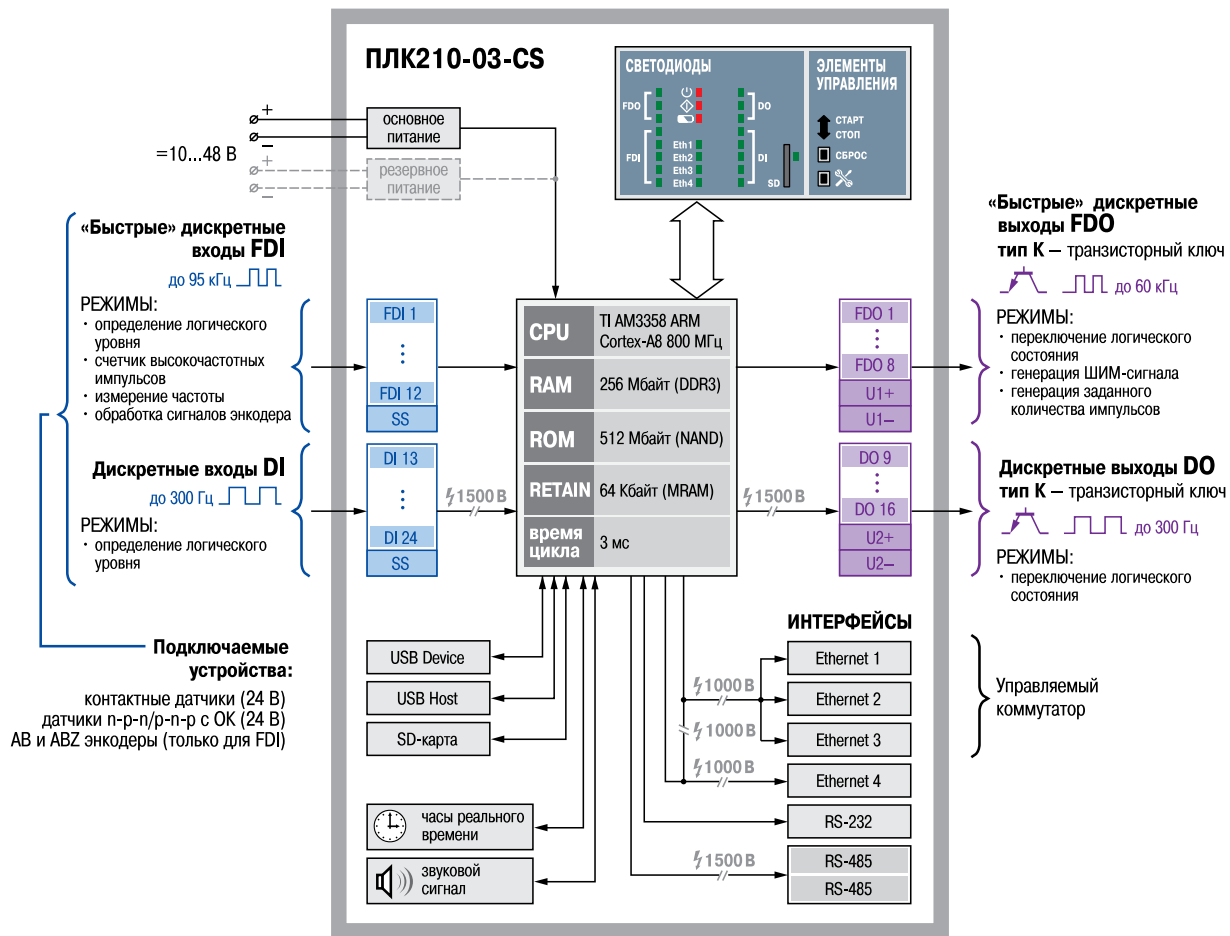 ПЛК210-03-CS
СВЕТОДИОДЫ
FDO
DO
FDI
Eth1
Eth2
Eth3
Eth4
DI
SD
ЭЛЕМЕНТЫ
УПРАВЛЕНИЯ
СТАРТ
СТОП
СБРОС
+
–
=10...48 В
+
–
основное
питание
резервное
питание
«Быстрые» дискретные
входы FDI
до 95 кГц
РЕЖИМЫ:
· определение логического
уровня
· счетчик высокочастотных
импульсов
· измерение частоты
· обработка сигналов энкодера
Дискретные входы DI
до 300 Гц
РЕЖИМЫ:
· определение логического
уровня
Подключаемые
устройства:
контактные датчики (24 В)
датчики n-p-n/p-n-p с ОК (24 В)
AB и ABZ энкодеры (только для FDI)
FDI 1
FDI 12
SS
DI 13
DI 24
SS
1500 В
CPU
TI AM3358 ARM
Cortex-A8 800 МГц
RAM
256 Мбайт (DDR3)
ROM
512 Мбайт (NAND)
RETAIN
64 Кбайт (MRAM)
время
цикла
3 мс
1500 В
FDO 1
FDO 8
U1+
U1–
DO 9
DO 16
U2+
U2–
«Быстрые» дискретные
выходы FDO
тип К – транзисторный ключ
до 60 кГц
РЕЖИМЫ:
· переключение логического
состояния
· генерация ШИМ-сигнала
· генерация заданного
количества импульсов
Дискретные выходы DO
тип К – транзисторный ключ
до 300 Гц
РЕЖИМЫ:
· переключение логического
состояния
USB Device
USB Host
SD-карта
часы реального
времени
звуковой
сигнал
ИНТЕРФЕЙСЫ
Ethernet 1
1000 В
Ethernet 2
1000 В
Ethernet 3
1000 В
Ethernet 4
RS-232
1500 В
RS-485
RS-485
Управляемый
коммутатор